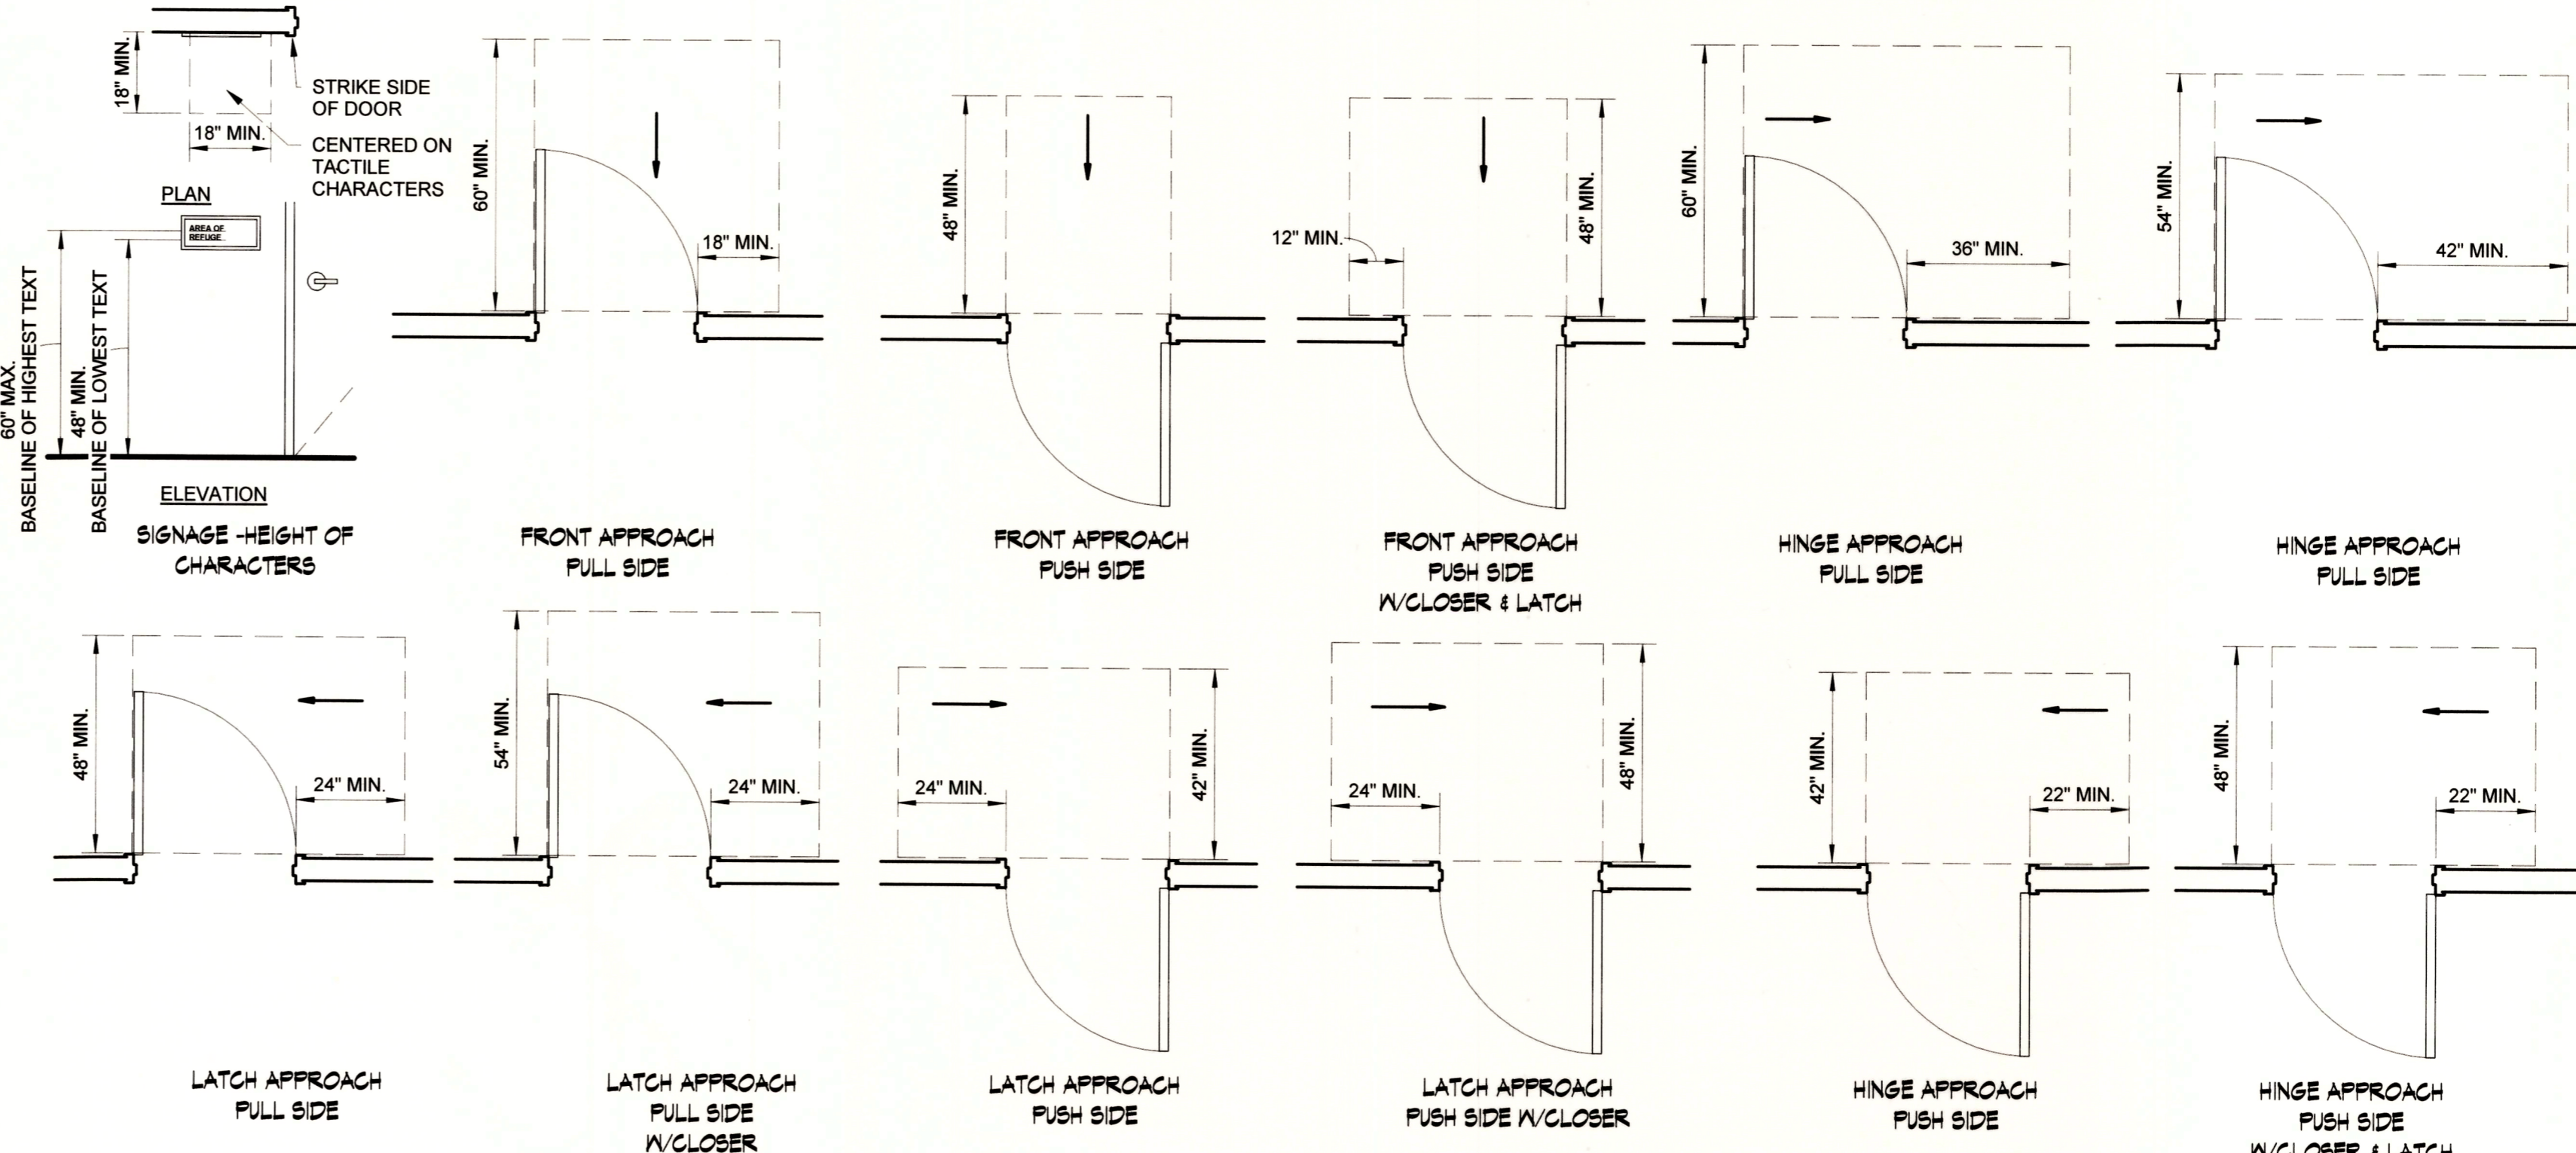 18" MIN.
18" MIN.
STRIKE SIDE
OF DOOR
CENTERED ON
TACTILE
CHARACTERS
PLAN
AREA OF
REFUGE
60" MAX.
BASELINE OF HIGHEST TEXT
48" MIN.
BASELINE OF LOWEST TEXT
ELEVATION
SIGNAGE -HEIGHT OF
CHARACTERS
60" MIN.
18" MIN.
FRONT APPROACH
PULL SIDE
48" MIN.
FRONT APPROACH
PUSH SIDE
12" MIN.
48" MIN.
FRONT APPROACH
PUSH SIDE
W/CLOSER & LATCH
60" MIN.
36" MIN.
HINGE APPROACH
PULL SIDE
54" MIN.
42" MIN.
HINGE APPROACH
PULL SIDE
48" MIN.
24" MIN.
LATCH APPROACH
PULL SIDE
54" MIN.
24" MIN.
LATCH APPROACH
PULL SIDE
W/CLOSER
24" MIN.
42" MIN.
LATCH APPROACH
PUSH SIDE
24" MIN.
48" MIN.
LATCH APPROACH
PUSH SIDE W/CLOSER
42" MIN.
22" MIN.
HINGE APPROACH
PUSH SIDE
48" MIN.
22" MIN.
HINGE APPROACH
PUSH SIDE
W/CLOSER & LATCH